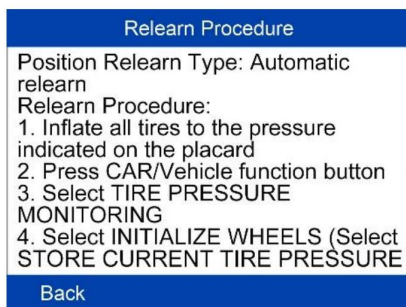 Relearn Procedure
Position Relearn Type: Automatic
relearn
Relearn Procedure:
1. Inflate all tires to the pressure
indicated on the placard
2. Press CAR/Vehicle function button
3. Select TIRE PRESSURE
MONITORING
4. Select INITIALIZE WHEELS (Select
STORE CURRENT TIRE PRESSURE
Back